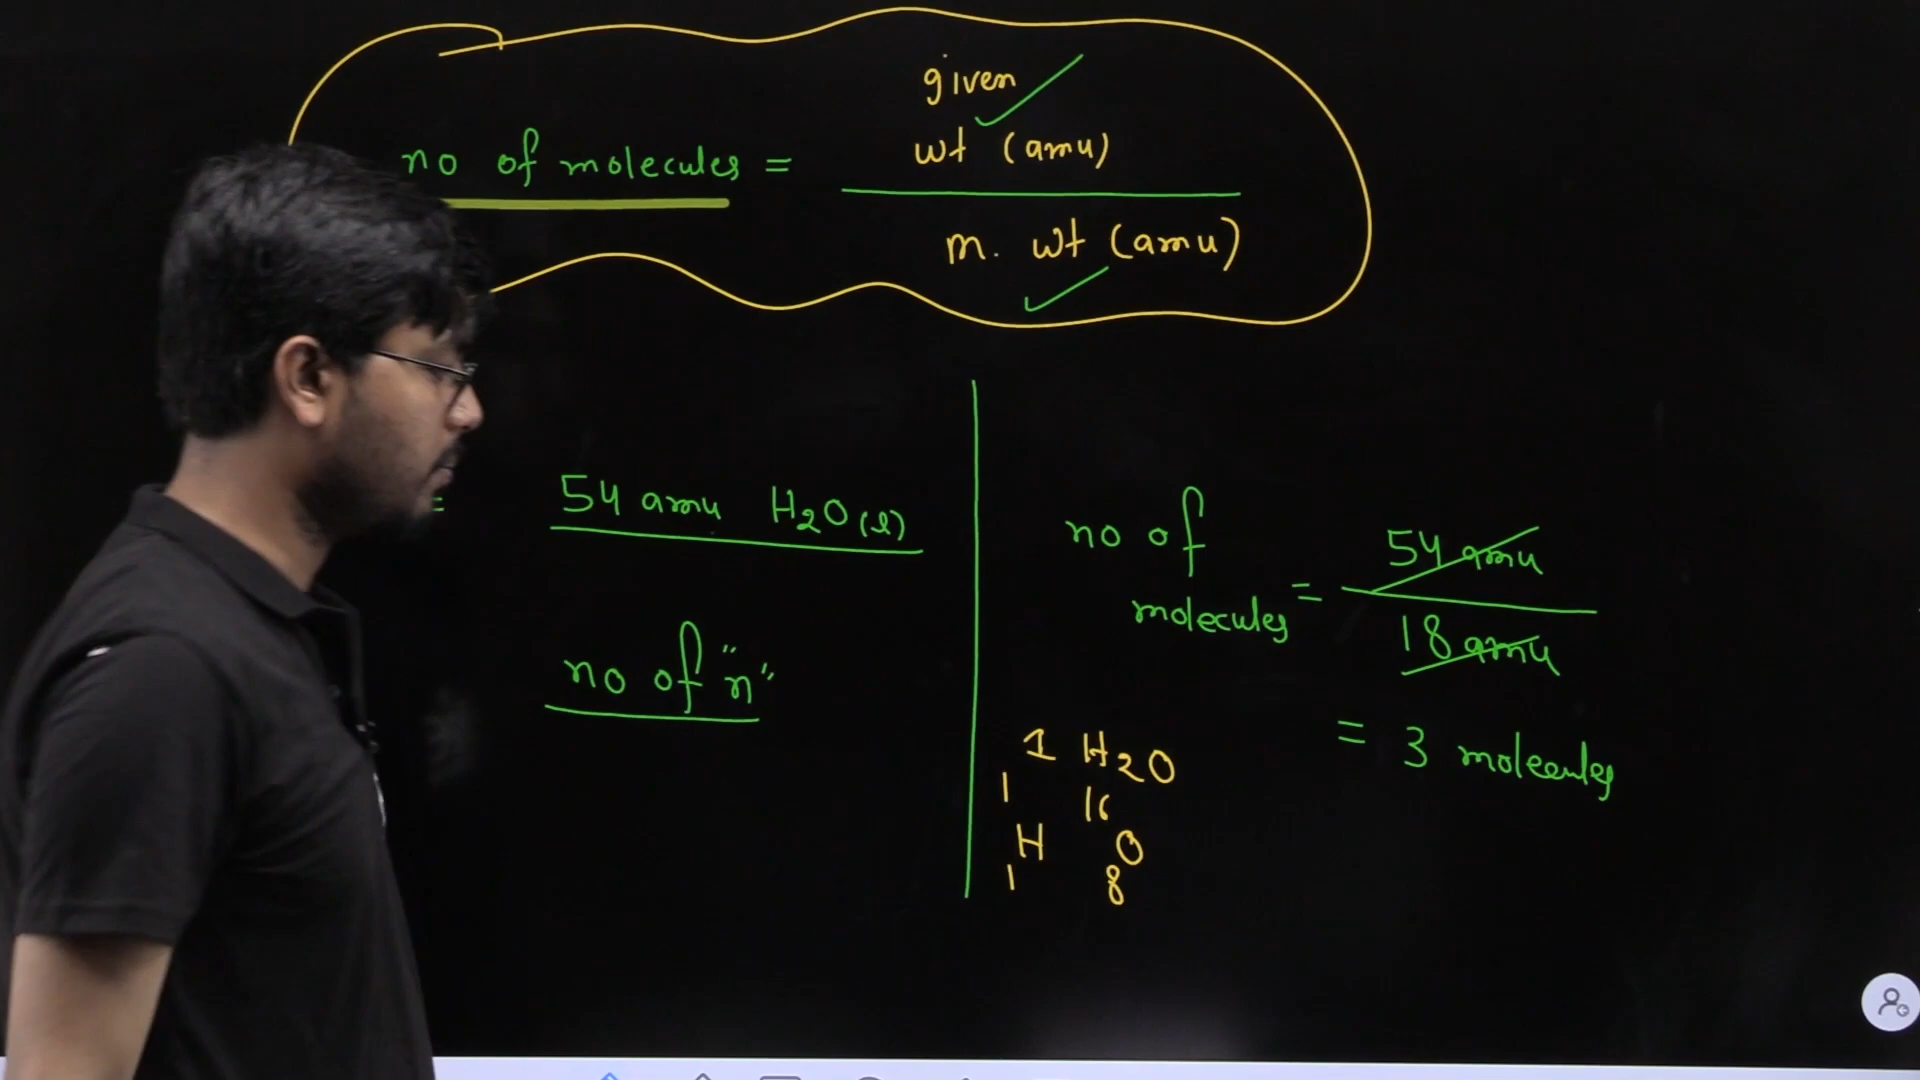 given
wt (amu)
no of molecules =
m. wt (amu)
= 54 amu H2O(l)
no of "n"
no of
molecules = 54 amu
18 amu
= 3 molecules
1 H2O
1 16
H O
1 8